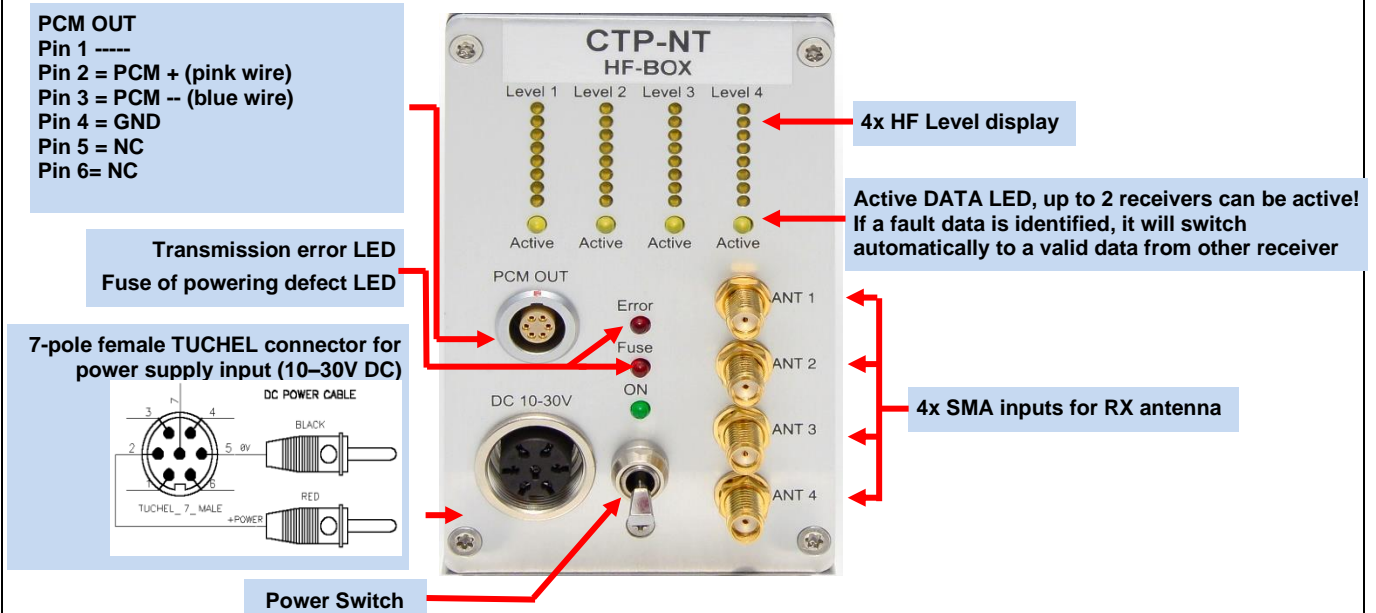 PCM OUT
Pin 1 -----
Pin 2 = PCM + (pink wire)
Pin 3 = PCM -- (blue wire)
Pin 4 = GND
Pin 5 = NC
Pin 6= NC
Transmission error LED
Fuse of powering defect LED
7-pole female TUCHEL connector for
power supply input (10–30V DC)
DC POWER CABLE
7
3
4
BLACK
2
5
0V
1
6
RED
TUCHEL_ 7_ MALE
+POWER
Power Switch
CTP-NT
HF-BOX
Level 1 Level 2 Level 3 Level 4
Active Active Active Active
PCM OUT
Error
Fuse
ON
DC 10-30V
ANT 1
ANT 2
ANT 3
ANT 4
4x HF Level display
Active DATA LED, up to 2 receivers can be active!
If a fault data is identified, it will switch
automatically to a valid data from other receiver
4x SMA inputs for RX antenna